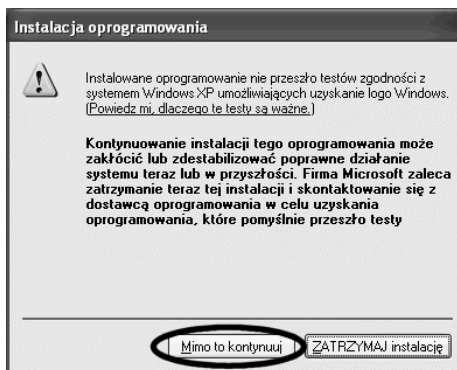 Instalacja oprogramowania
Instalowane oprogramowanie nie przeszło testów zgodności z
systemem Windows XP umożliwiających uzyskanie logo Windows.
(Powiedz mi, dlaczego te testy są ważne.)
Kontynuowanie instalacji tego oprogramowania może
zakłócić lub zdestabilizować poprawne działanie
systemu teraz lub w przyszłości. Firma Microsoft zaleca
zatrzymanie teraz tej instalacji i skontaktowanie się z
dostawcą oprogramowania w celu uzyskania
oprogramowania, które pomyślnie przeszło testy
Mimo to kontynuuj ZATRZYMAJ instalację